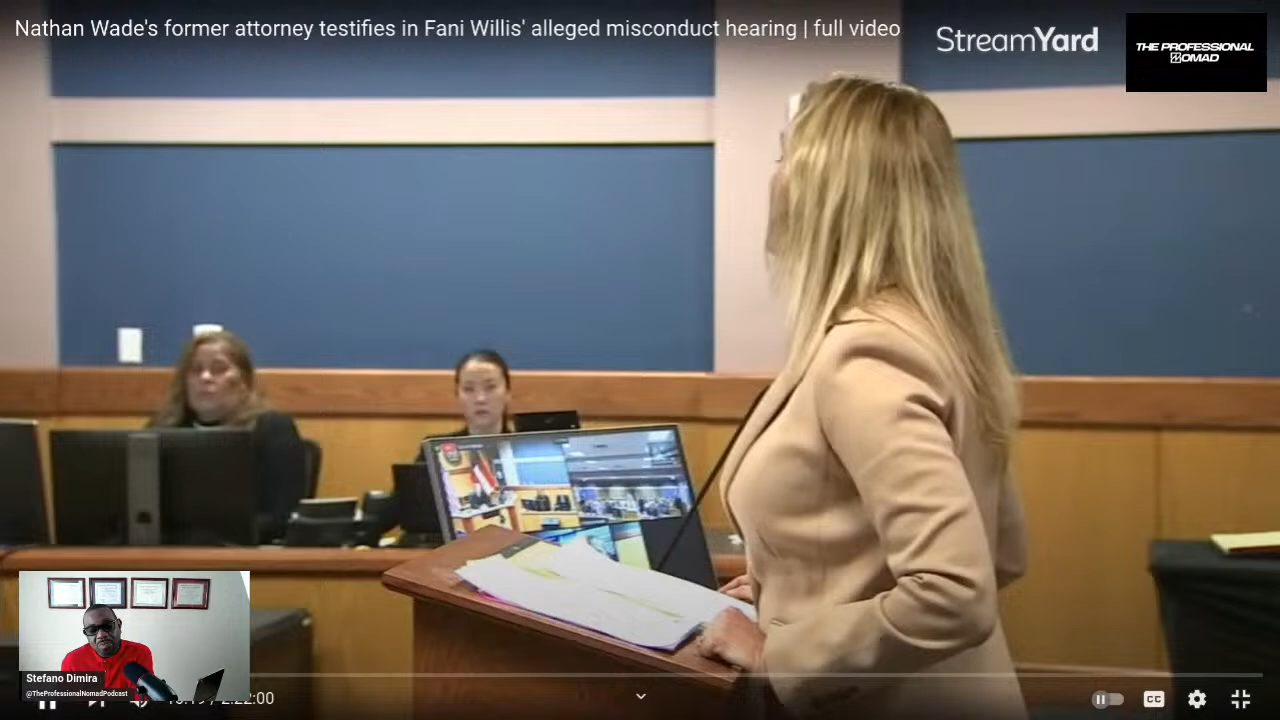 Nathan Wade's former attorney testifies in Fani Willis' alleged misconduct hearing | full video
StreamYard
THE PROFESSIONAL
NOMAD
Stefano Dimira
@TheProfessionalNomadPodcast
/ 2:22:00
CC